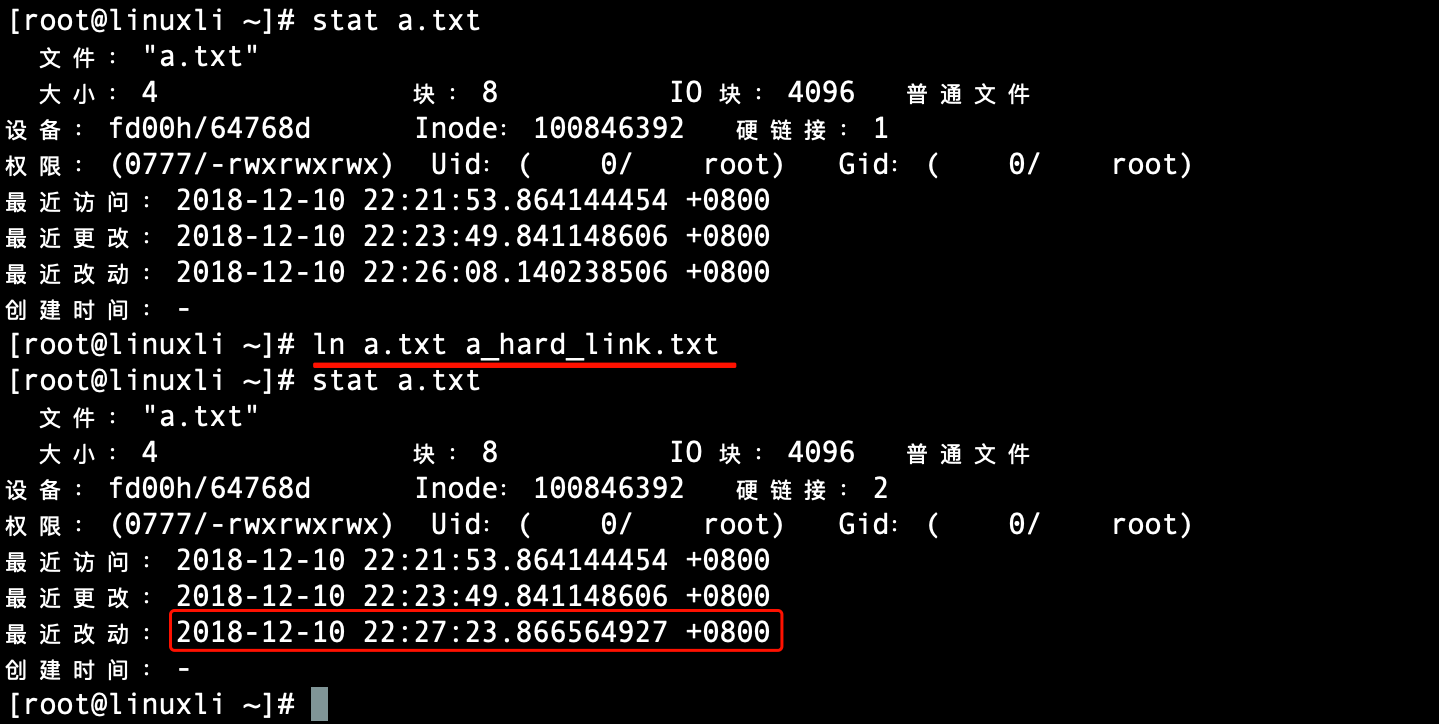 [root@linuxli ~]# stat a.txt
  文件："a.txt"
  大小：4               块：8          IO 块：4096   普通文件
设备：fd00h/64768d      Inode: 100846392   硬链接：1
权限：(0777/-rwxrwxrwx)  Uid: (    0/    root)   Gid: (    0/    root)
最近访问：2018-12-10 22:21:53.864144454 +0800
最近更改：2018-12-10 22:23:49.841148606 +0800
最近改动：2018-12-10 22:26:08.140238506 +0800
创建时间：-
[root@linuxli ~]# ln a.txt a_hard_link.txt
[root@linuxli ~]# stat a.txt
  文件："a.txt"
  大小：4               块：8          IO 块：4096   普通文件
设备：fd00h/64768d      Inode: 100846392   硬链接：2
权限：(0777/-rwxrwxrwx)  Uid: (    0/    root)   Gid: (    0/    root)
最近访问：2018-12-10 22:21:53.864144454 +0800
最近更改：2018-12-10 22:23:49.841148606 +0800
最近改动：2018-12-10 22:27:23.866564927 +0800
创建时间：-
[root@linuxli ~]#